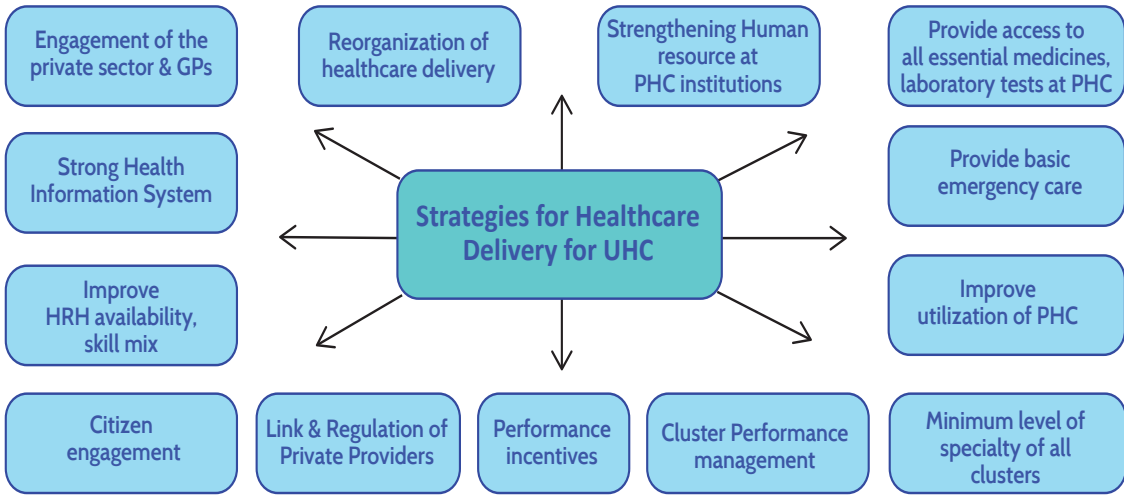 Engagement of the
private sector & GPs
Reorganization of
healthcare delivery
Strengthening Human
resource at
PHC institutions
Provide access to
all essential medicines,
laboratory tests at PHC
Strong Health
Information System
Provide basic
emergency care
Strategies for Healthcare
Delivery for UHC
Improve
HRH availability,
skill mix
Improve
utilization of PHC
Citizen
engagement
Link & Regulation of
Private Providers
Performance
incentives
Cluster Performance
management
Minimum level of
specialty of all
clusters